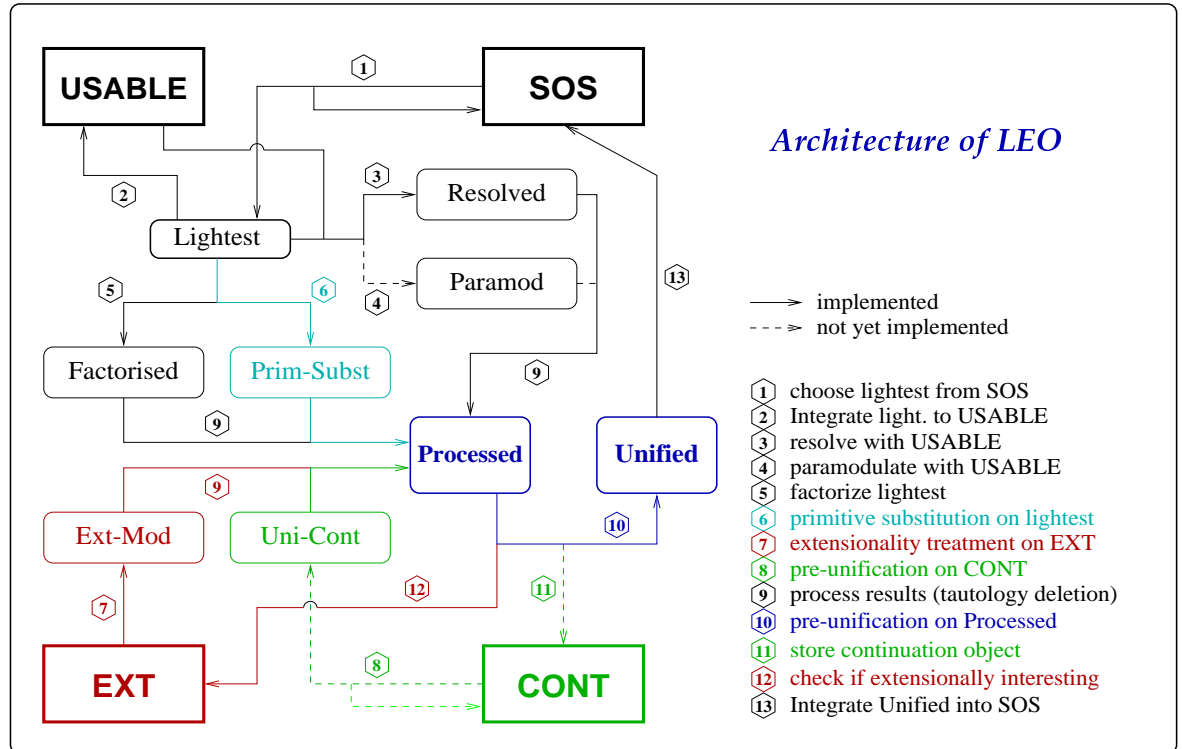 1
USABLE
SOS
Architecture of LEO
2
3
Resolved
Lightest
13
5
6
4
Paramod
implemented
not yet implemented
Factorised
Prim-Subst
9
9
Processed
Unified
9
Ext-Mod
Uni-Cont
10
7
12
11
8
EXT
CONT
1 choose lightest from SOS
2 Integrate light. to USABLE
3 resolve with USABLE
4 paramodulate with USABLE
5 factorize lightest
6 primitive substitution on lightest
7 extensionality treatment on EXT
8 pre-unification on CONT
9 process results (tautology deletion)
10 pre-unification on Processed
11 store continuation object
12 check if extensionally interesting
13 Integrate Unified into SOS